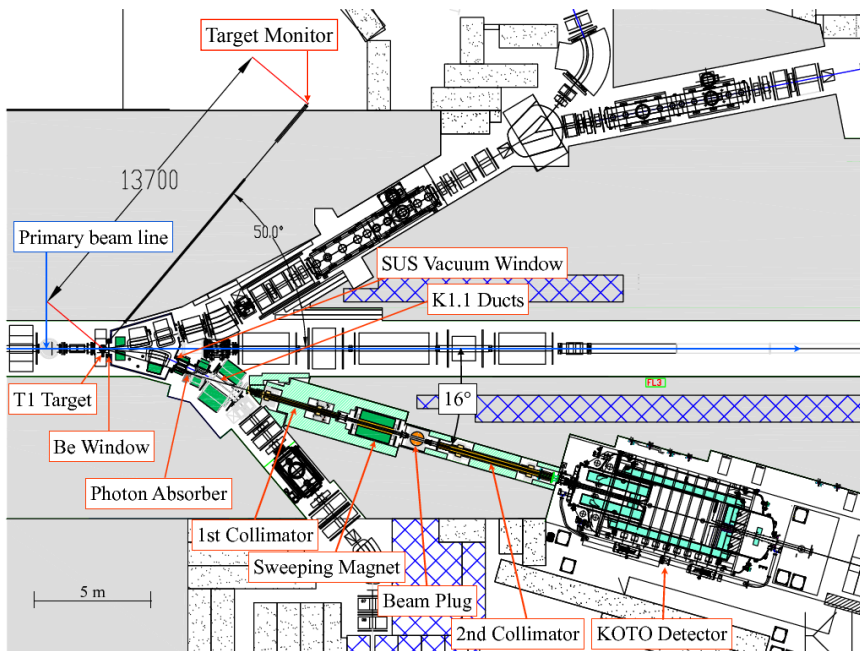 Target Monitor
13700
50.0°
Primary beam line
SUS Vacuum Window
K1.1 Ducts
T1 Target
16°
FL3
Be Window
Photon Absorber
1st Collimator
Sweeping Magnet
5 m
Beam Plug
2nd Collimator
KOTO Detector